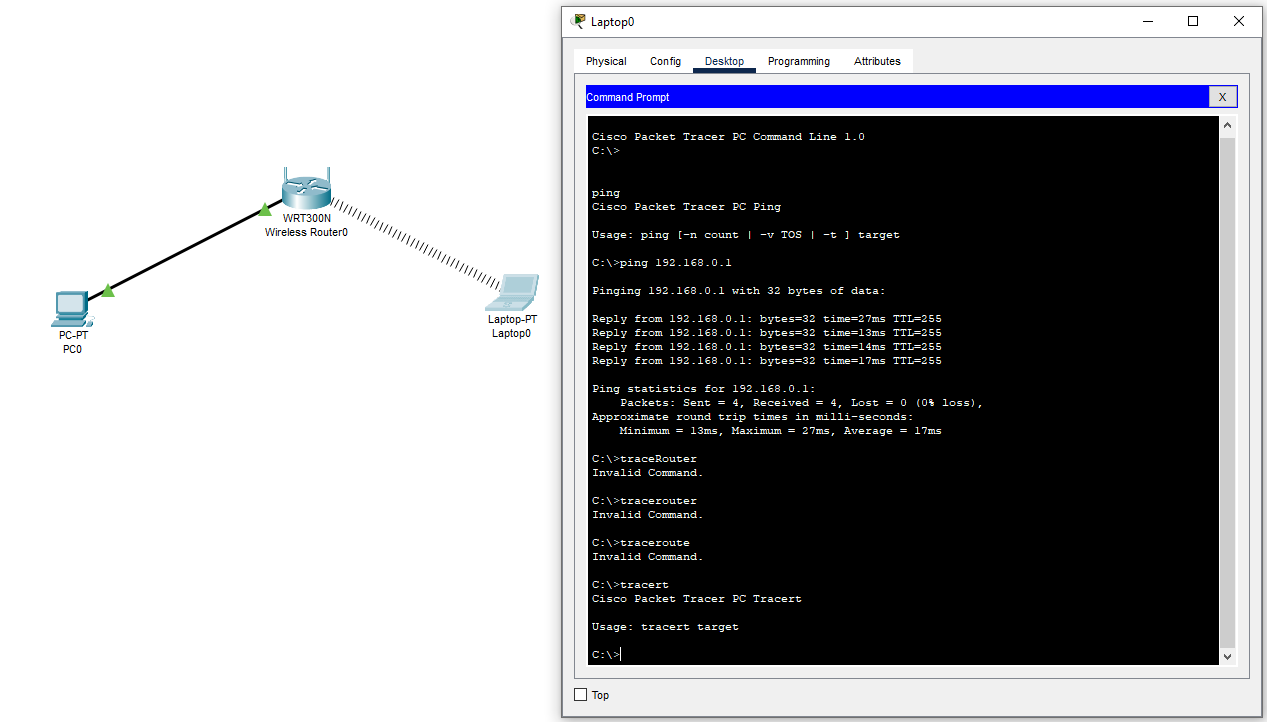 Laptop0
Physical Config Desktop Programming Attributes
Command Prompt X
Cisco Packet Tracer PC Command Line 1.0
C:\>
ping
Cisco Packet Tracer PC Ping
Usage: ping [-n count | -v TOS | -t ] target
C:\>ping 192.168.0.1
Pinging 192.168.0.1 with 32 bytes of data:
Reply from 192.168.0.1: bytes=32 time=27ms TTL=255
Reply from 192.168.0.1: bytes=32 time=13ms TTL=255
Reply from 192.168.0.1: bytes=32 time=14ms TTL=255
Reply from 192.168.0.1: bytes=32 time=17ms TTL=255
Ping statistics for 192.168.0.1:
Packets: Sent = 4, Received = 4, Lost = 0 (0% loss),
Approximate round trip times in milli-seconds:
Minimum = 13ms, Maximum = 27ms, Average = 17ms
C:\>traceRouter
Invalid Command.
C:\>tracerouter
Invalid Command.
C:\>traceroute
Invalid Command.
C:\>tracert
Cisco Packet Tracer PC Tracert
Usage: tracert target
C:\>
Top
WRT300N
Wireless Router0
PC-PT
PC0
Laptop-PT
Laptop0